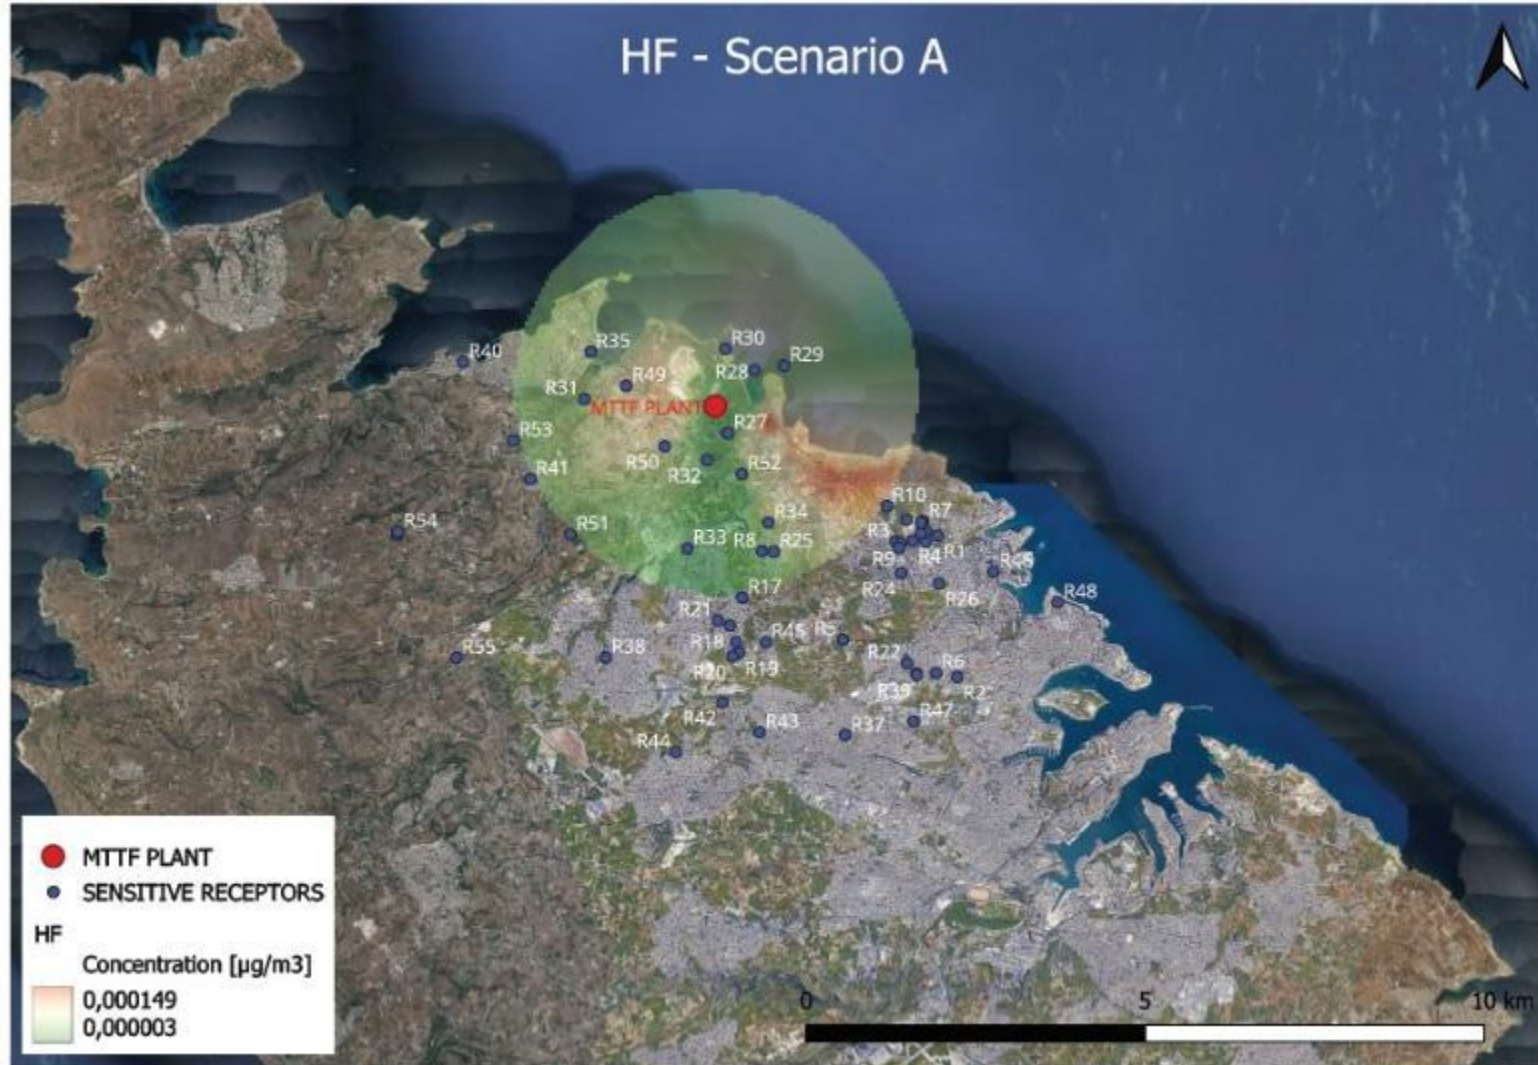 HF - Scenario A
R30
R35
R29
R40
R28
R49
R31
MTTF PLANT
R27
R53
R50
R32
R52
R41
R10
R7
R34
R54
R51
R3
R33
R8
R25
R4
R1
R9
R24
R26
R17
R48
R21
R18
R45
R55
R38
R22
R19
R20
R6
R39
R2
R42
R47
R43
R37
R44
MTTF PLANT
SENSITIVE RECEPTORS
HF
Concentration [µg/m3]
0,000149
0,000003
0 5 10 km